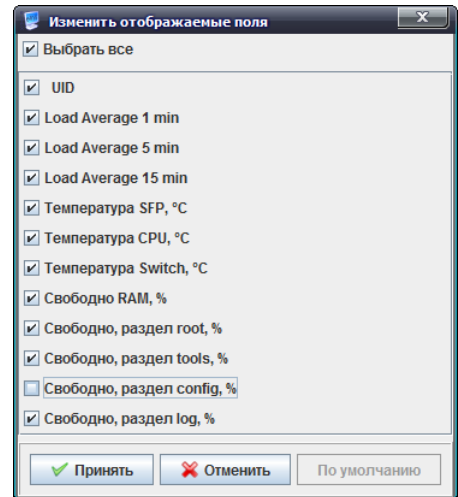 Изменить отображаемые поля
Выбрать все
UID
Load Average 1 min
Load Average 5 min
Load Average 15 min
Температура SFP, °C
Температура CPU, °C
Температура Switch, °C
Свободно RAM, %
Свободно, раздел root, %
Свободно, раздел tools, %
Свободно, раздел config, %
Свободно, раздел log, %
Принять Отменить По умолчанию